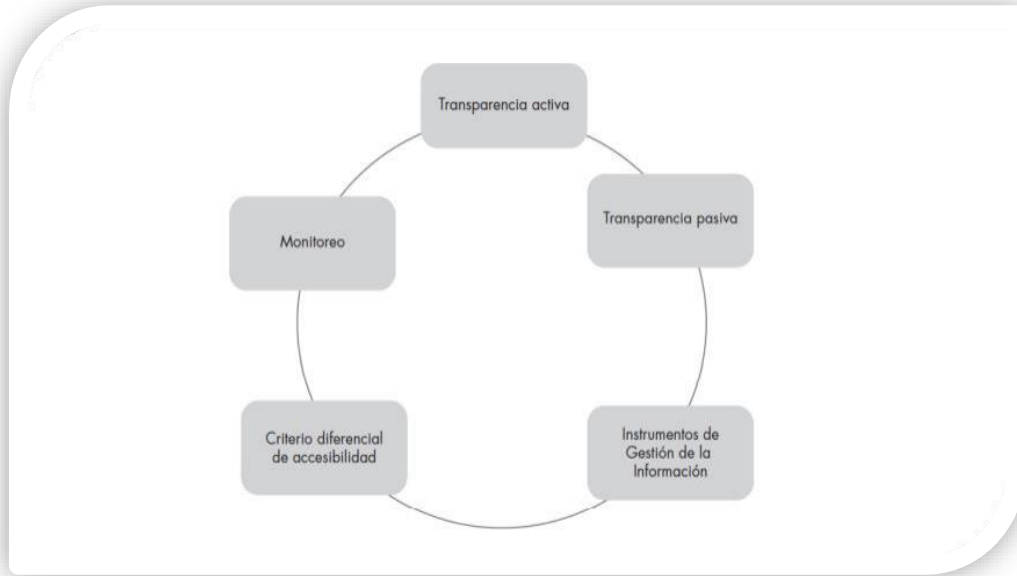 Transparencia activa
Transparencia pasiva
Instrumentos de
Gestión de la
Información
Criterio diferencial
de accesibilidad
Monitoreo